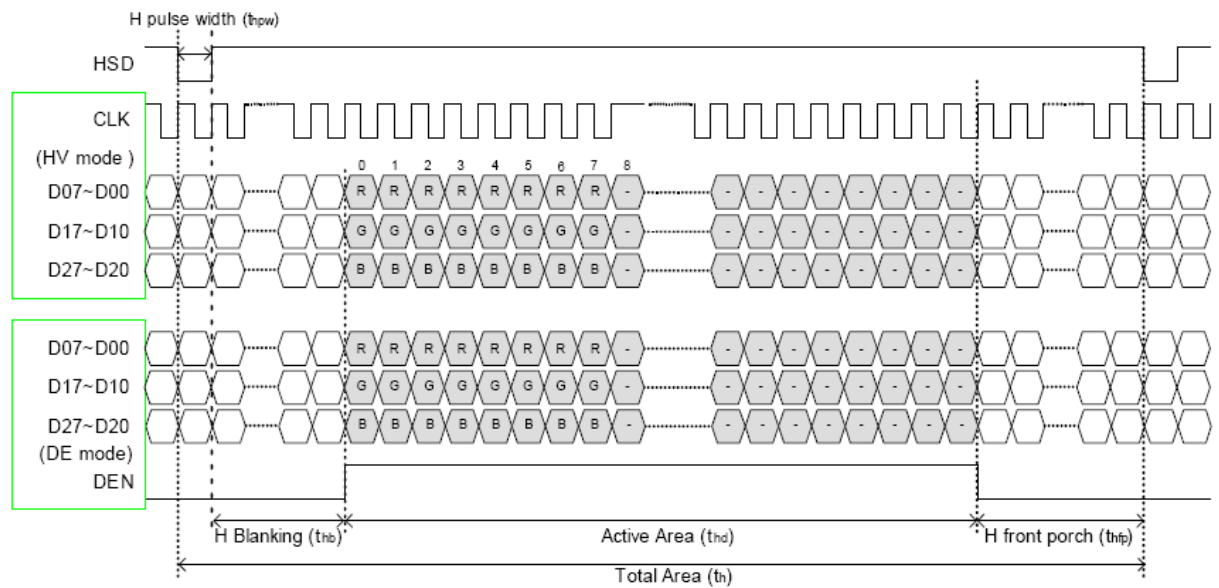 H pulse width (thpw)
HSD
CLK
(HV mode )
0 1 2 3 4 5 6 7 8
D07~D00 R R R R R R R R - - - - - - - - -
D17~D10 G G G G G G G G - - - - - - - - -
D27~D20 B B B B B B B B - - - - - - - - -
D07~D00 R R R R R R R R - - - - - - - - -
D17~D10 G G G G G G G G - - - - - - - - -
D27~D20 B B B B B B B B - - - - - - - - -
(DE mode)
DEN
H Blanking (thb) Active Area (thd) H front porch (thfp)
Total Area (th)